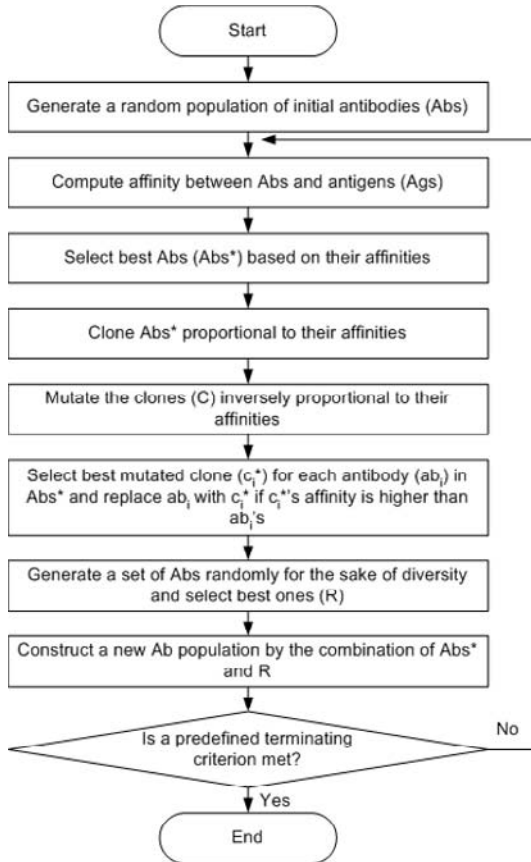 Start
Generate a random population of initial antibodies (Abs)
Compute affinity between Abs and antigens (Ags)
Select best Abs (Abs*) based on their affinities
Clone Abs* proportional to their affinities
Mutate the clones (C) inversely proportional to their
affinities
Select best mutated clone (cᵢ*) for each antibody (abᵢ) in
Abs* and replace abᵢ with cᵢ* if cᵢ*'s affinity is higher than
abᵢ's
Generate a set of Abs randomly for the sake of diversity
and select best ones (R)
Construct a new Ab population by the combination of Abs*
and R
Is a predefined terminating
criterion met?
No
Yes
End